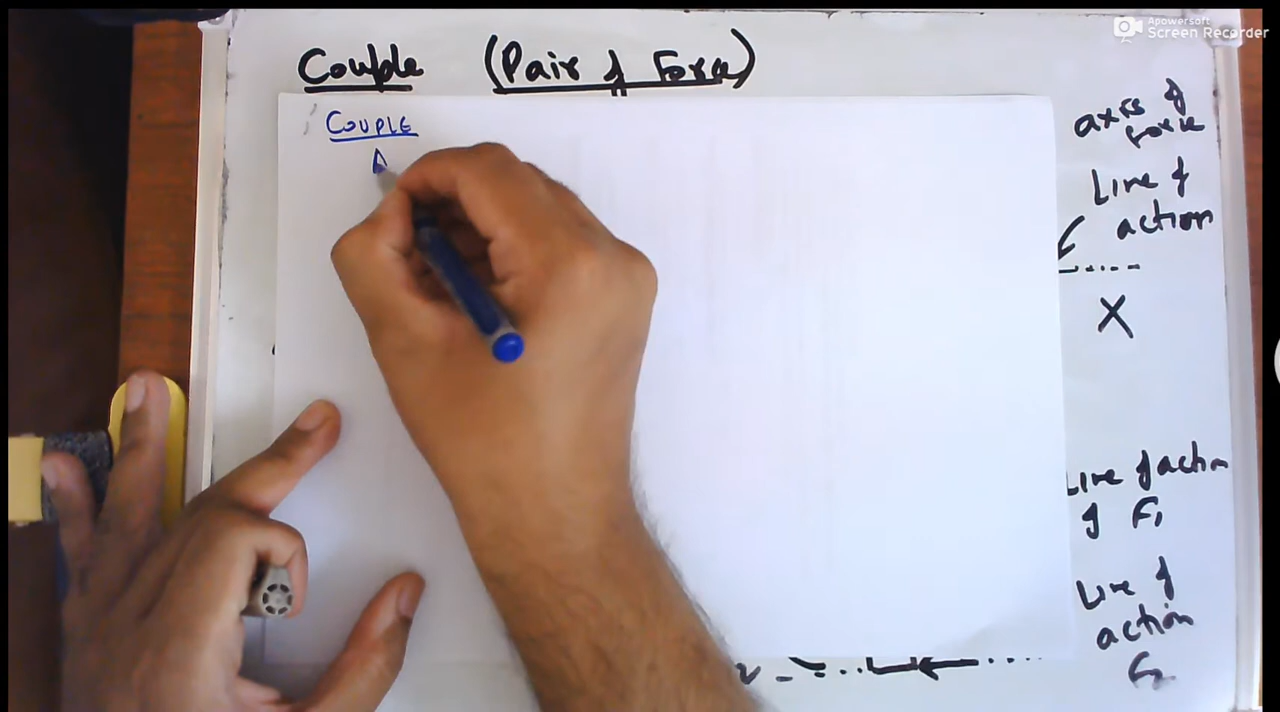 Apowersoft
Screen Recorder
Couple (Pair of Force)
COUPLE
A
axis of
force
Line of
action
X
Line of action
of F1
Line of
action
F2